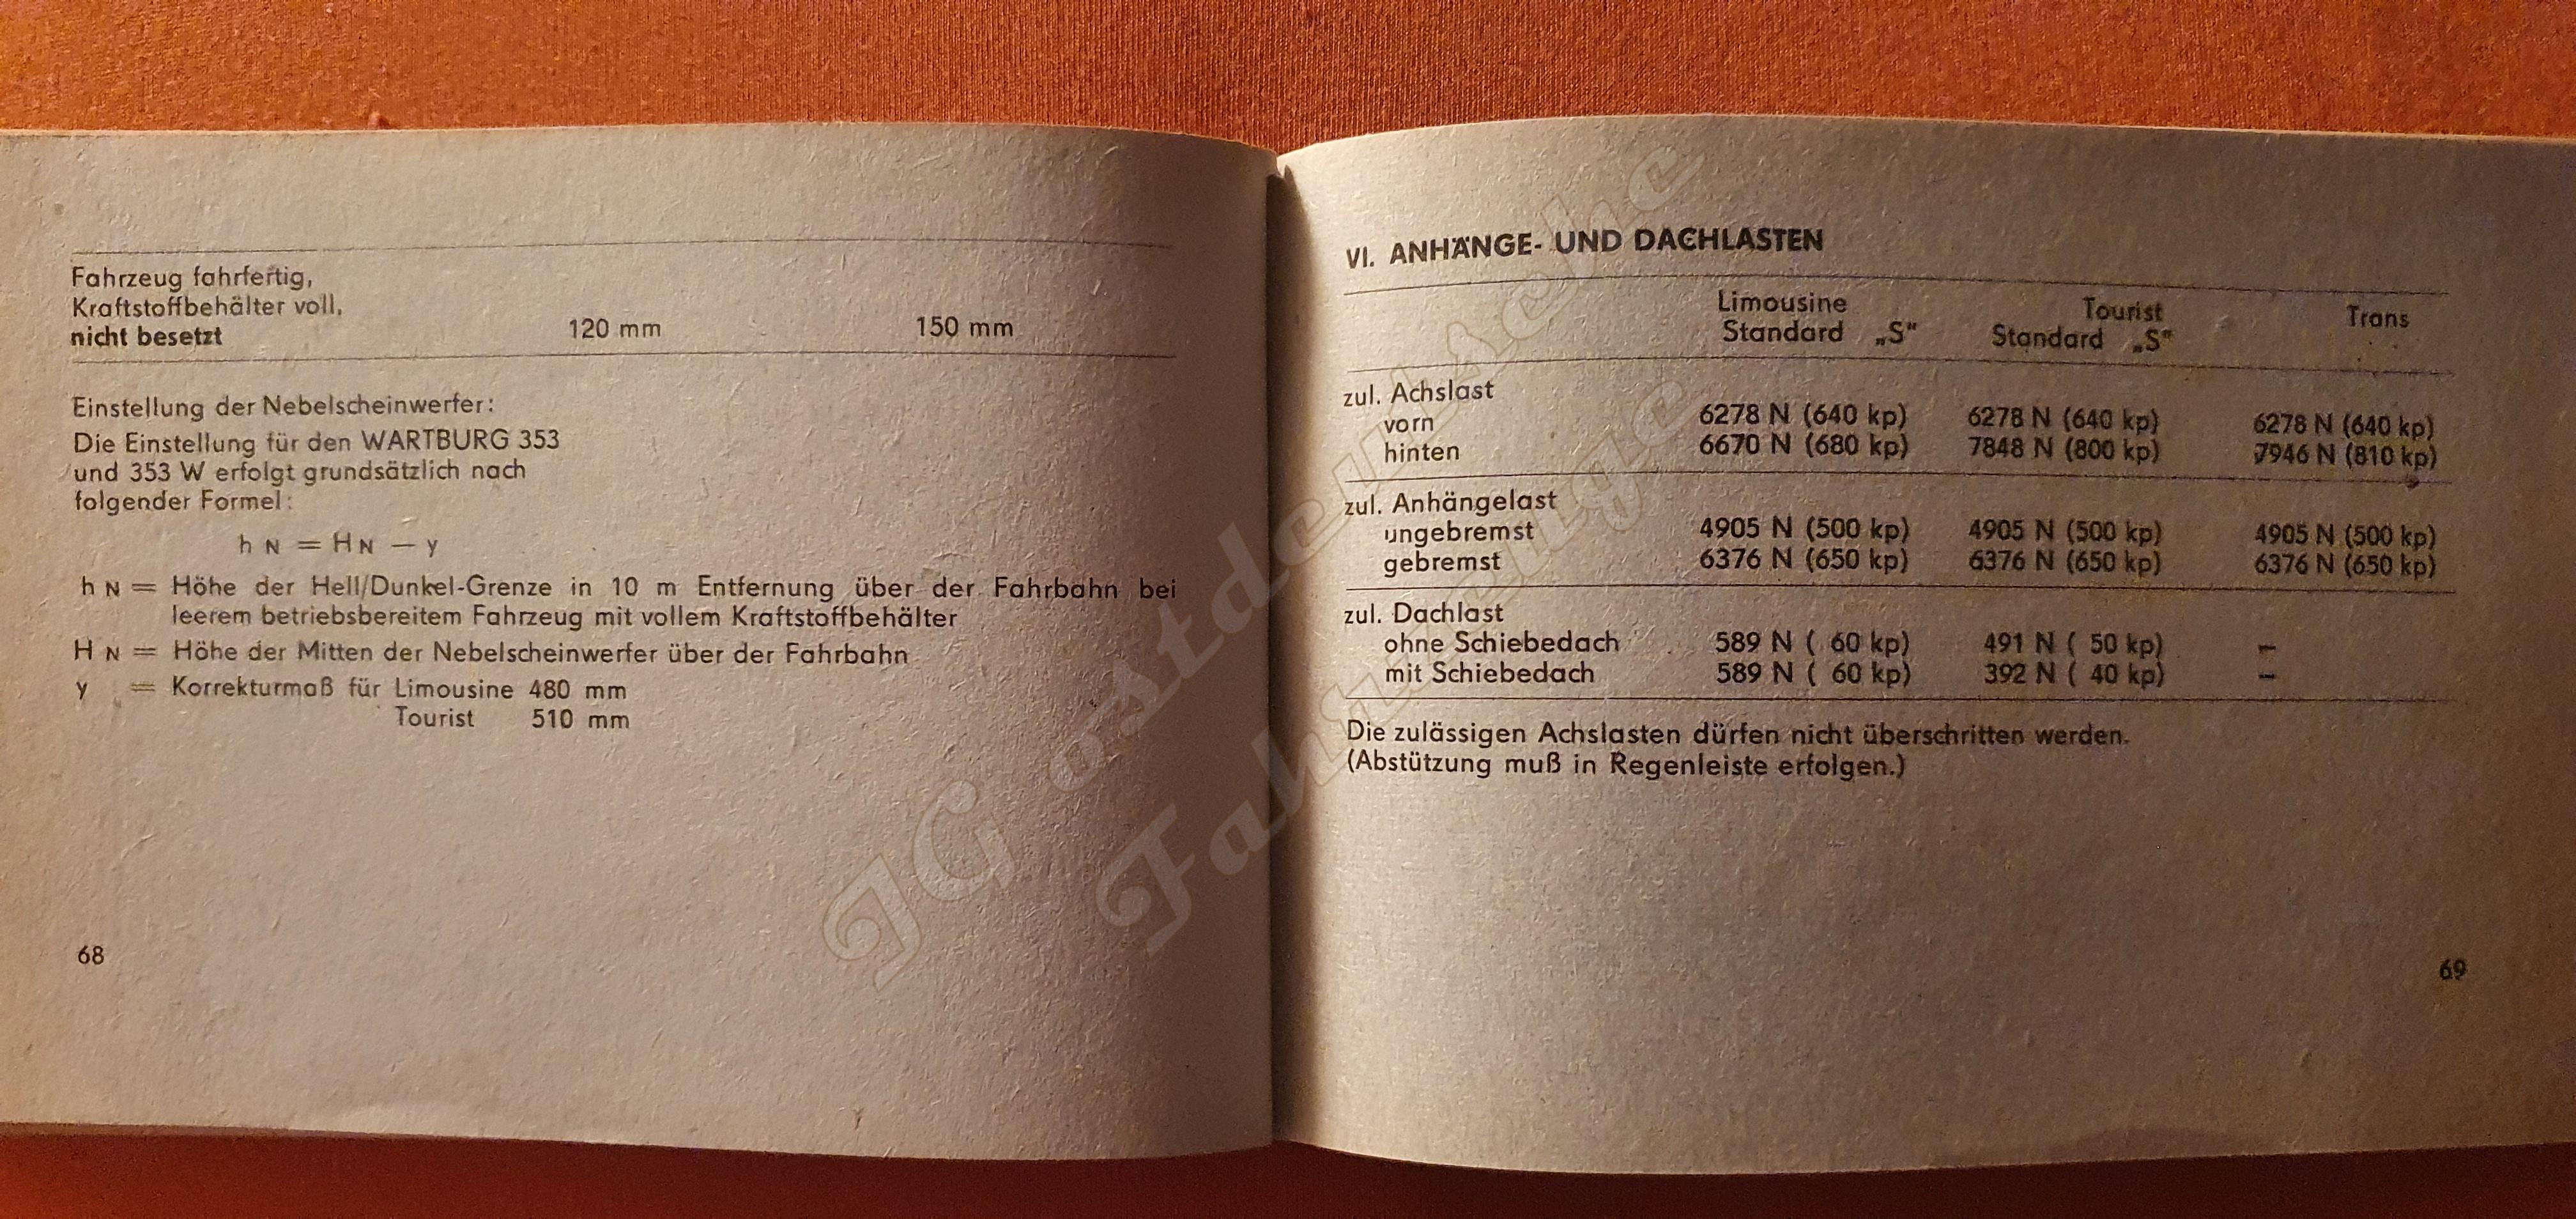 Fahrzeug fahrfertig,
Kraftstoffbehälter voll,
nicht besetzt 120 mm 150 mm
Einstellung der Nebelscheinwerfer:
Die Einstellung für den WARTBURG 353
und 353 W erfolgt grundsätzlich nach
folgender Formel:
h N = H N — y
h N = Höhe der Hell/Dunkel-Grenze in 10 m Entfernung über der Fahrbahn bei
leerem betriebsbereitem Fahrzeug mit vollem Kraftstoffbehälter
H N = Höhe der Mitten der Nebelscheinwerfer über der Fahrbahn
y = Korrekturmaß für Limousine 480 mm
Tourist 510 mm
68
VI. ANHÄNGE- UND DACHLASTEN
Limousine Tourist Trans
Standard „S“ Standard „S“
zul. Achslast
vorn 6278 N (640 kp) 6278 N (640 kp) 6278 N (640 kp)
hinten 6670 N (680 kp) 7848 N (800 kp) 7946 N (810 kp)
zul. Anhängelast
ungebremst 4905 N (500 kp) 4905 N (500 kp) 4905 N (500 kp)
gebremst 6376 N (650 kp) 6376 N (650 kp) 6376 N (650 kp)
zul. Dachlast
ohne Schiebedach 589 N ( 60 kp) 491 N ( 50 kp) –
mit Schiebedach 589 N ( 60 kp) 392 N ( 40 kp) –
Die zulässigen Achslasten dürfen nicht überschritten werden.
(Abstützung muß in Regenleiste erfolgen.)
69
IG ostdeutsche
Fahrzeuge